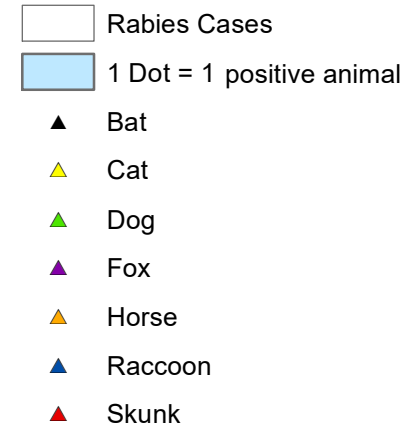 Rabies Cases
1 Dot = 1 positive animal
Bat
Cat
Dog
Fox
Horse
Raccoon
Skunk